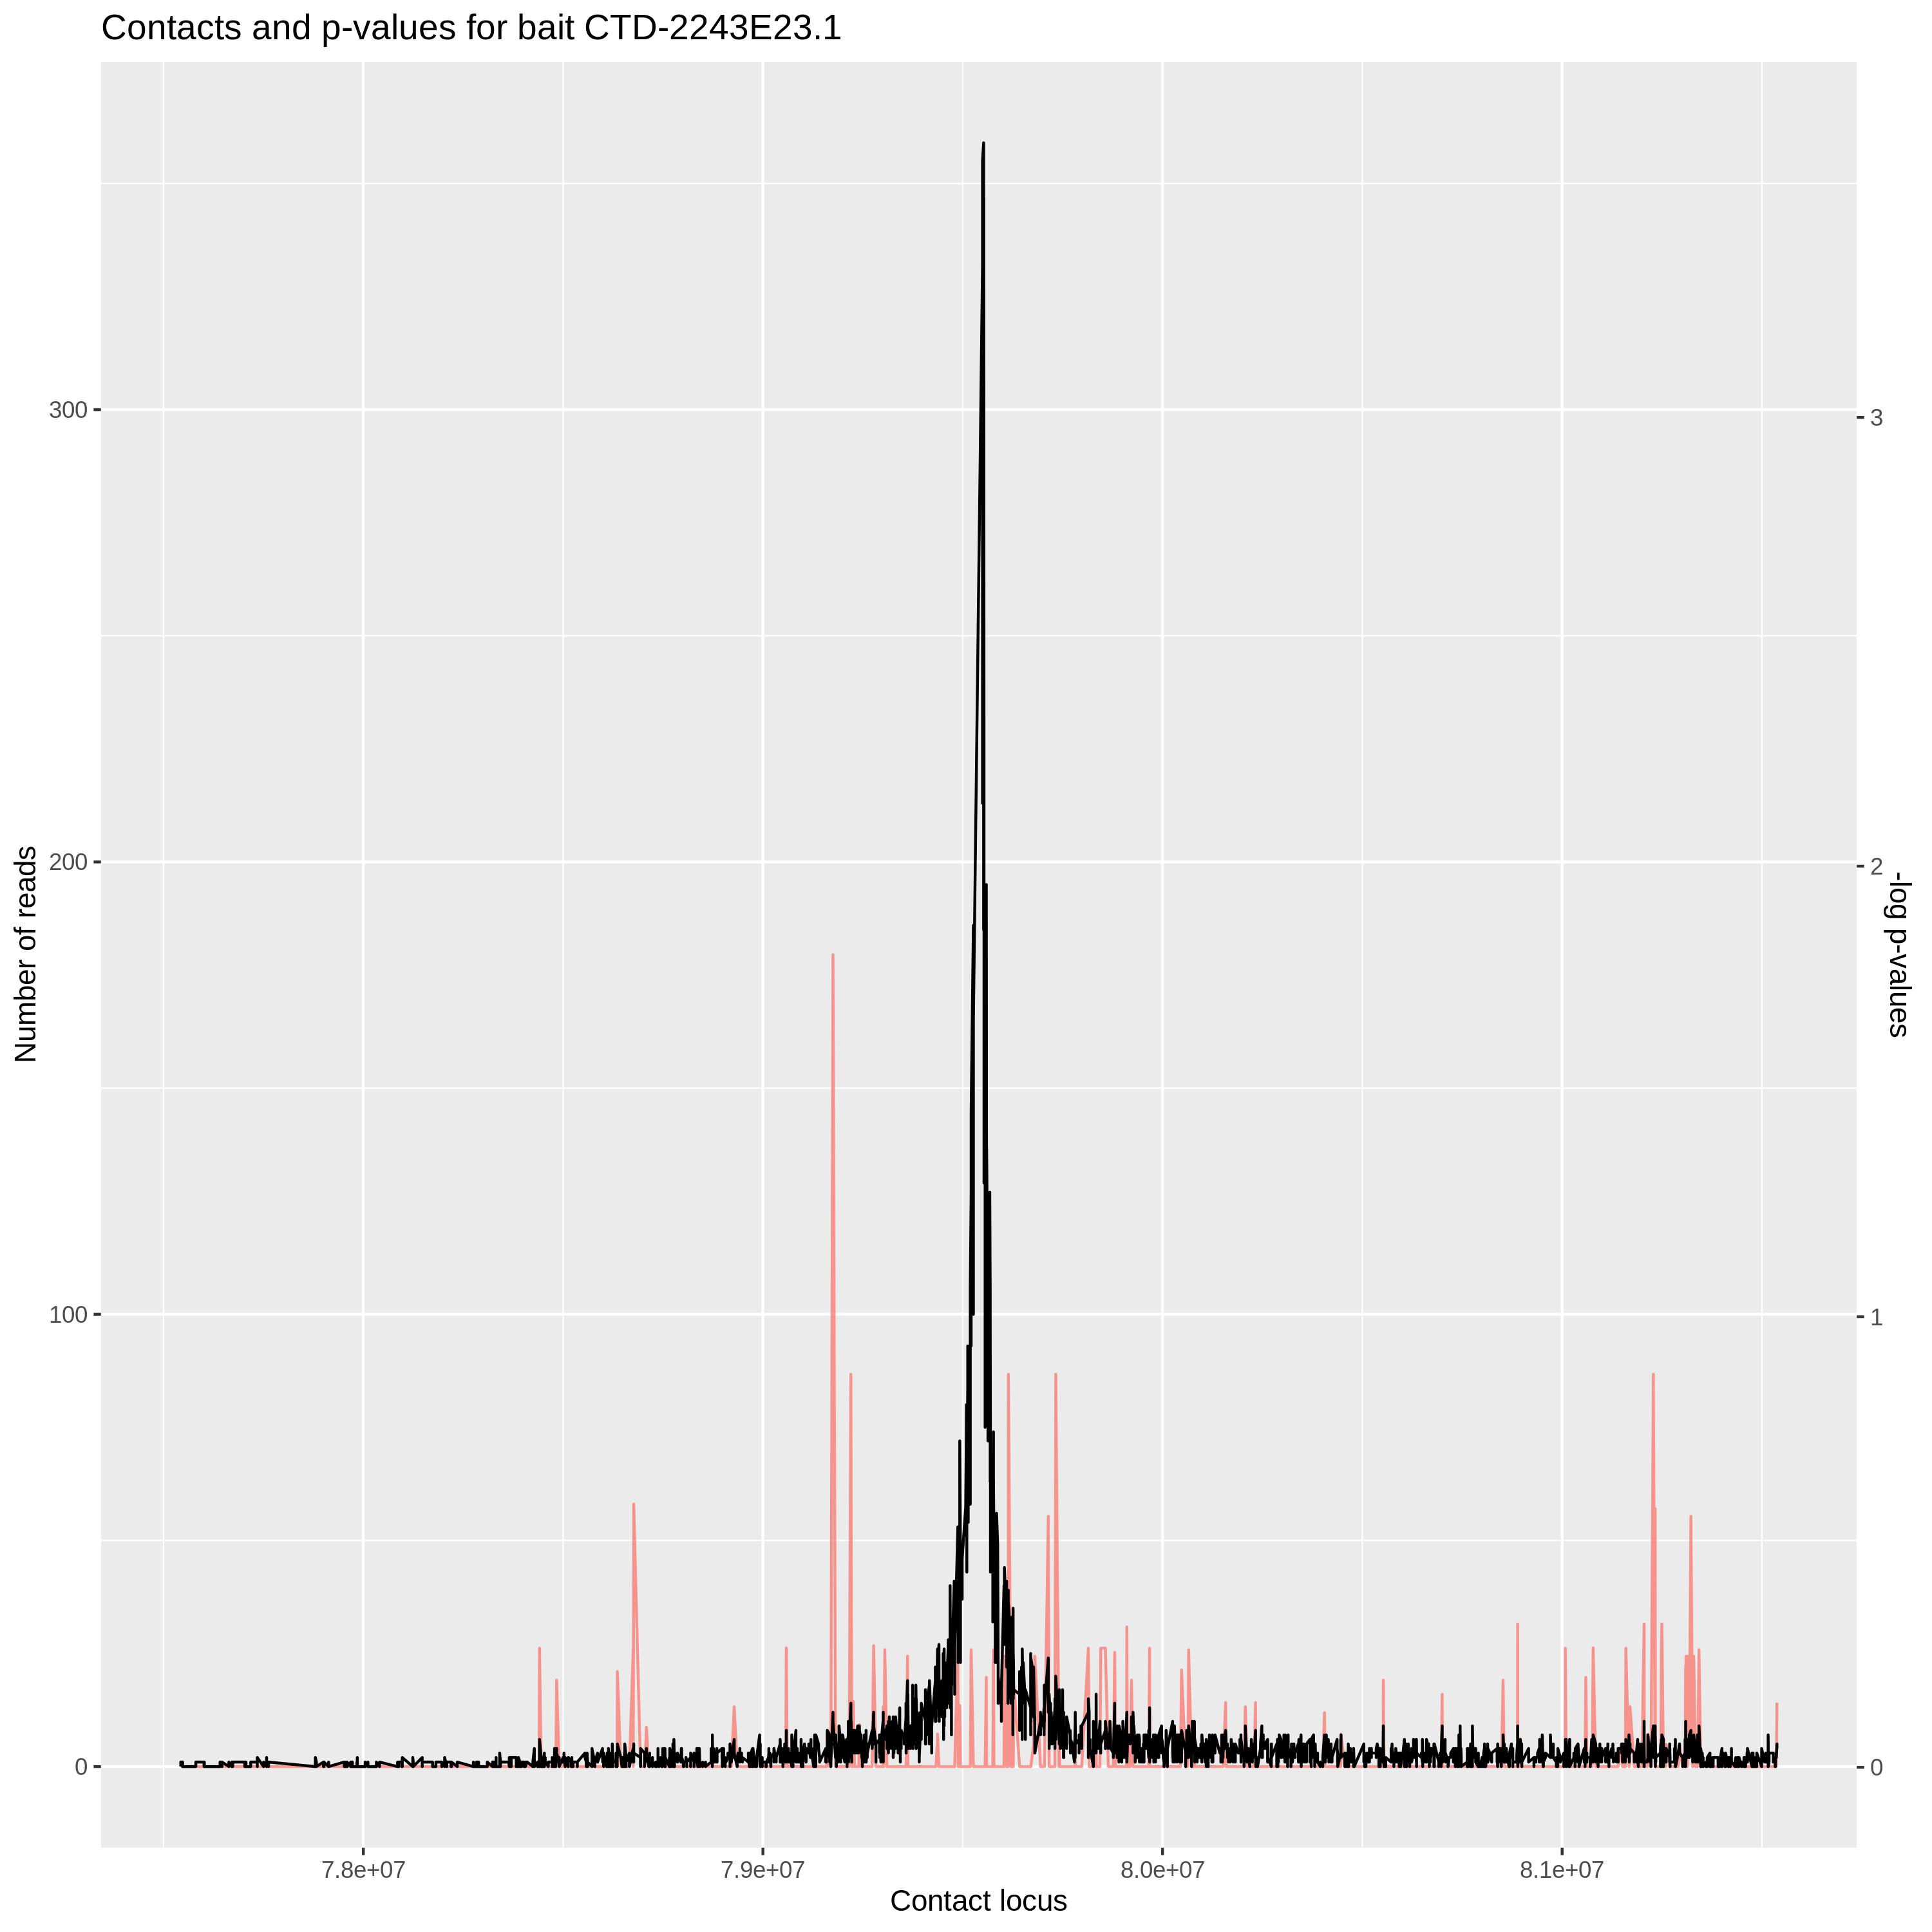 Contacts and p-values for bait CTD-2243E23.1
300
200
100
0
Number of reads
3
2
1
0
-log p-values
7.8e+07
7.9e+07
8.0e+07
8.1e+07
Contact locus